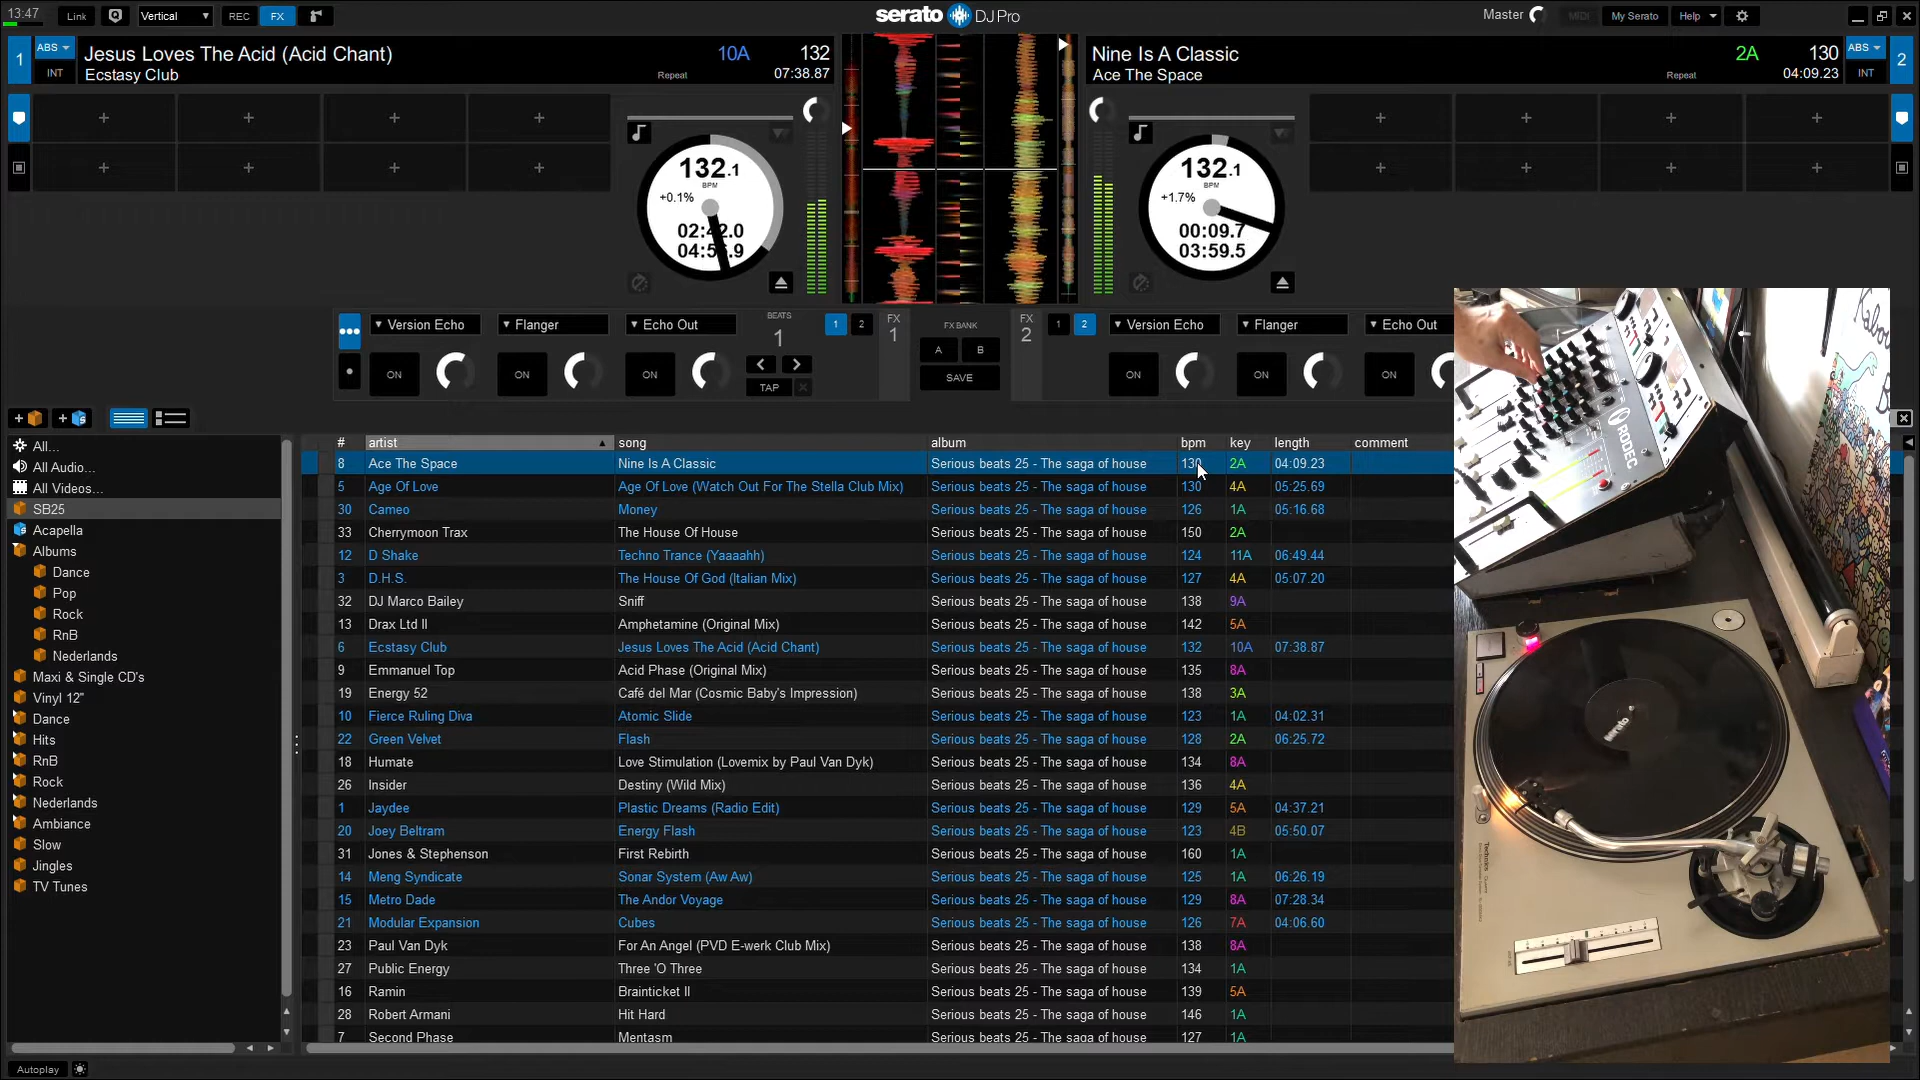 13:47 Link Vertical REC FX serato DJ Pro Master MIDI My Serato Help
1 ABS INT Jesus Loves The Acid (Acid Chant) 10A 132
Ecstasy Club Repeat 07:38.87
Nine Is A Classic 2A 130 ABS 2
Ace The Space Repeat 04:09.23 INT
132.1
BPM
+0.1%
04:56.9
132.1
BPM
+1.7%
00:09.7
03:59.5
Version Echo Flanger Echo Out BEATS 1 1 2 FX 1 FX BANK FX 2 1 2 Version Echo Flanger Echo Out
ON ON ON TAP A B SAVE ON ON ON
All...
All Audio...
All Videos...
SB25
Acapella
Albums
Dance
Pop
Rock
RnB
Nederlands
Maxi & Single CD's
Vinyl 12"
Dance
Hits
RnB
Rock
Nederlands
Ambiance
Slow
Jingles
TV Tunes
# artist song album bpm key length comment
8 Ace The Space Nine Is A Classic Serious beats 25 - The saga of house 130 2A 04:09.23
5 Age Of Love Age Of Love (Watch Out For The Stella Club Mix) Serious beats 25 - The saga of house 130 4A 05:25.69
30 Cameo Money Serious beats 25 - The saga of house 126 1A 05:16.68
33 Cherrymoon Trax The House Of House Serious beats 25 - The saga of house 150 2A
12 D Shake Techno Trance (Yaaaahh) Serious beats 25 - The saga of house 124 11A 06:49.44
3 D.H.S. The House Of God (Italian Mix) Serious beats 25 - The saga of house 127 4A 05:07.20
32 DJ Marco Bailey Sniff Serious beats 25 - The saga of house 138 9A
13 Drax Ltd II Amphetamine (Original Mix) Serious beats 25 - The saga of house 142 5A
6 Ecstasy Club Jesus Loves The Acid (Acid Chant) Serious beats 25 - The saga of house 132 10A 07:38.87
9 Emmanuel Top Acid Phase (Original Mix) Serious beats 25 - The saga of house 135 8A
19 Energy 52 Café del Mar (Cosmic Baby's Impression) Serious beats 25 - The saga of house 138 3A
10 Fierce Ruling Diva Atomic Slide Serious beats 25 - The saga of house 123 1A 04:02.31
22 Green Velvet Flash Serious beats 25 - The saga of house 128 2A 06:25.72
18 Humate Love Stimulation (Lovemix by Paul Van Dyk) Serious beats 25 - The saga of house 134 8A
26 Insider Destiny (Wild Mix) Serious beats 25 - The saga of house 136 4A
1 Jaydee Plastic Dreams (Radio Edit) Serious beats 25 - The saga of house 129 5A 04:37.21
20 Joey Beltram Energy Flash Serious beats 25 - The saga of house 123 4B 05:50.07
31 Jones & Stephenson First Rebirth Serious beats 25 - The saga of house 160 1A
14 Meng Syndicate Sonar System (Aw Aw) Serious beats 25 - The saga of house 125 1A 06:26.19
15 Metro Dade The Andor Voyage Serious beats 25 - The saga of house 129 8A 07:28.34
21 Modular Expansion Cubes Serious beats 25 - The saga of house 126 7A 04:06.60
23 Paul Van Dyk For An Angel (PVD E-werk Club Mix) Serious beats 25 - The saga of house 138 8A
27 Public Energy Three 'O Three Serious beats 25 - The saga of house 134 1A
16 Ramin Brainticket II Serious beats 25 - The saga of house 139 5A
28 Robert Armani Hit Hard Serious beats 25 - The saga of house 146 1A
7 Second Phase Mentasm Serious beats 25 - The saga of house 127 1A
Autoplay
RODEC
serato
Technics